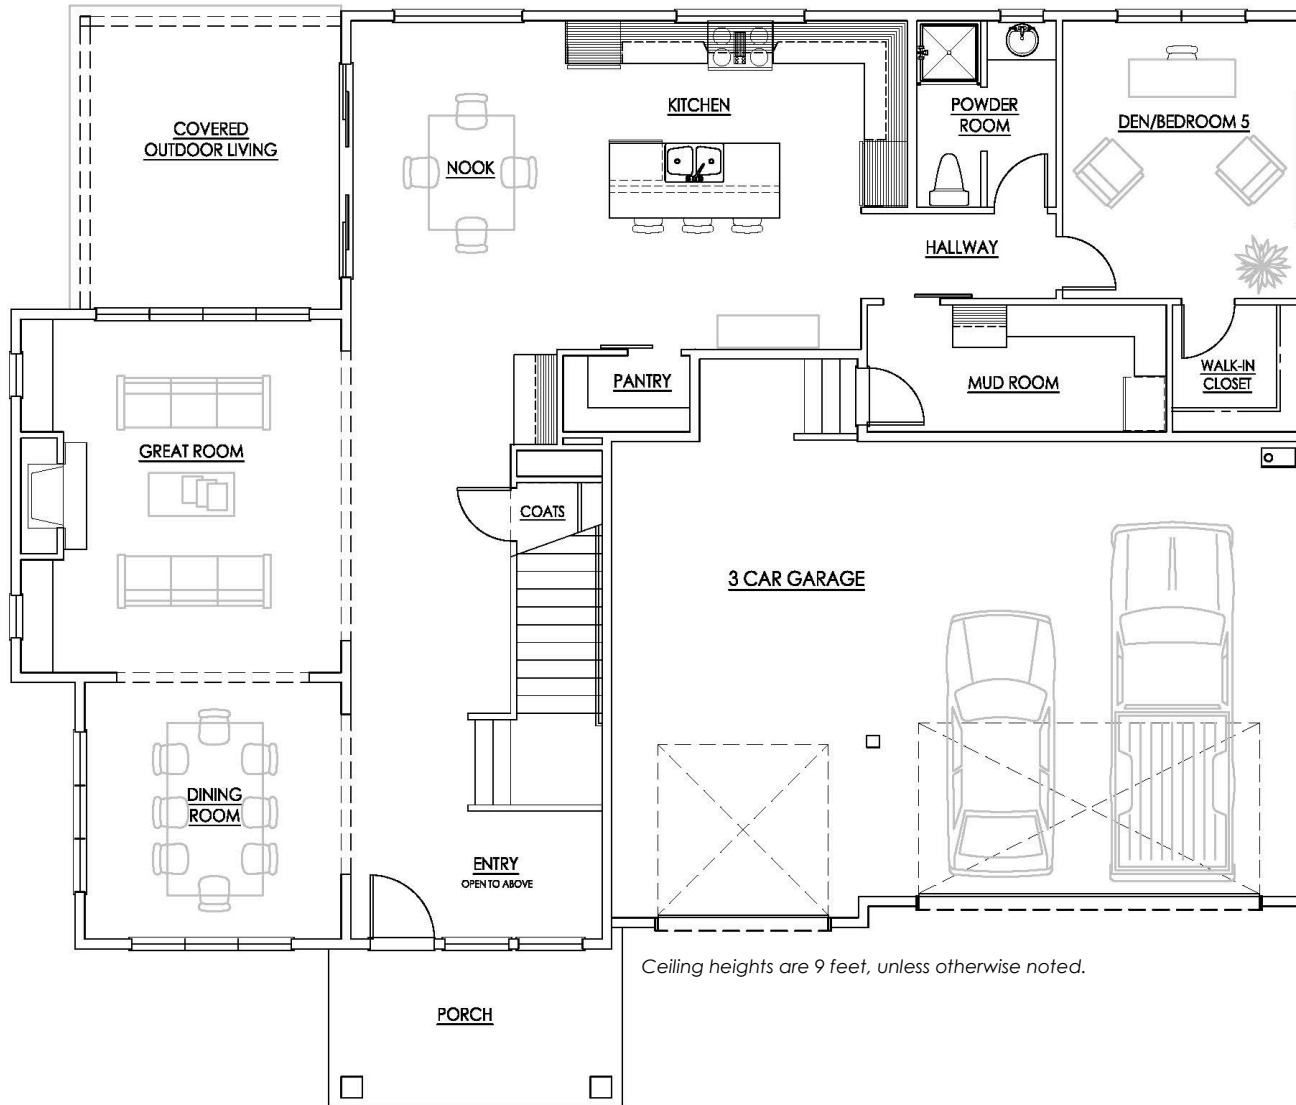 COVERED
OUTDOOR LIVING
NOOK
KITCHEN
POWDER
ROOM
DEN/BEDROOM 5
HALLWAY
PANTRY
MUD ROOM
WALK-IN
CLOSET
GREAT ROOM
COATS
3 CAR GARAGE
DINING
ROOM
ENTRY
OPEN TO ABOVE
Ceiling heights are 9 feet, unless otherwise noted.
PORCH